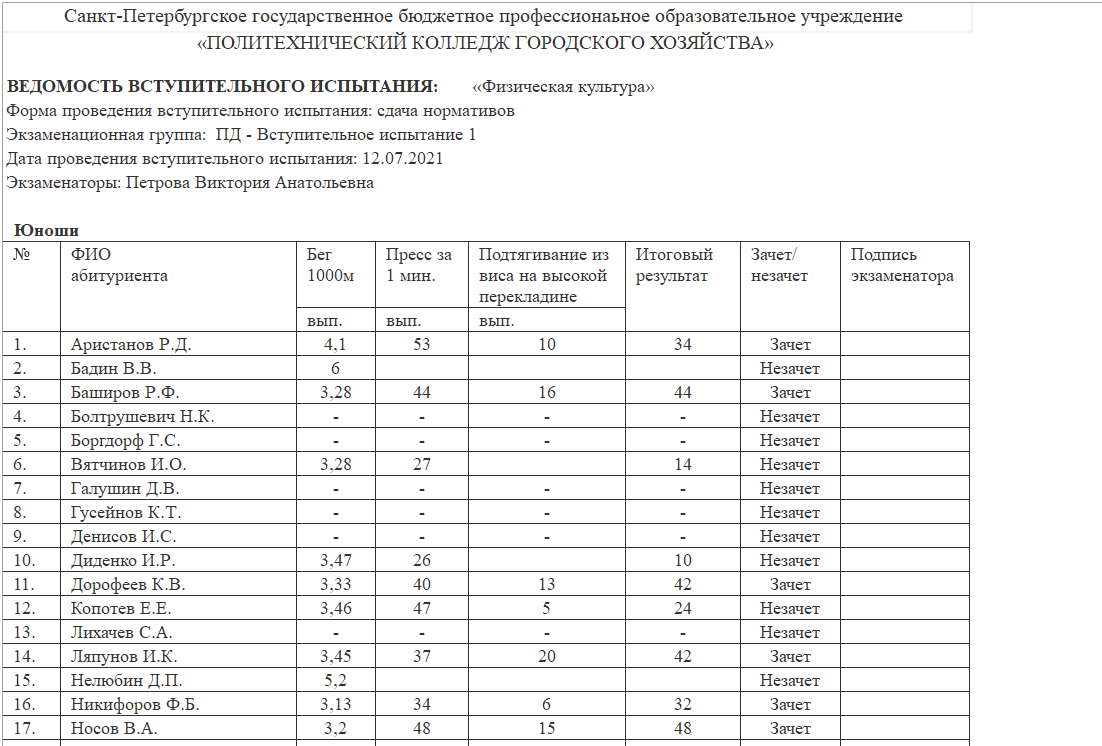 Санкт-Петербургское государственное бюджетное профессионаьное образовательное учреждение
«ПОЛИТЕХНИЧЕСКИЙ КОЛЛЕДЖ ГОРОДСКОГО ХОЗЯЙСТВА»
ВЕДОМОСТЬ ВСТУПИТЕЛЬНОГО ИСПЫТАНИЯ: «Физическая культура»
Форма проведения вступительного испытания: сдача нормативов
Экзаменационная группа: ПД - Вступительное испытание 1
Дата проведения вступительного испытания: 12.07.2021
Экзаменаторы: Петрова Виктория Анатольевна
Юноши
№ ФИО Бег Пресс за Подтягивание из Итоговый Зачет/ Подпись
абитуриента 1000м 1 мин. виса на высокой результат незачет экзаменатора
перекладине
вып. вып. вып.
1. Аристанов Р.Д. 4,1 53 10 34 Зачет
2. Бадин В.В. 6 Незачет
3. Баширов Р.Ф. 3,28 44 16 44 Зачет
4. Болтрушевич Н.К. - - - - Незачет
5. Боргдорф Г.С. - - - - Незачет
6. Вятчинов И.О. 3,28 27 14 Незачет
7. Галушин Д.В. - - - - Незачет
8. Гусейнов К.Т. - - - - Незачет
9. Денисов И.С. - - - - Незачет
10. Диденко И.Р. 3,47 26 10 Незачет
11. Дорофеев К.В. 3,33 40 13 42 Зачет
12. Копотев Е.Е. 3,46 47 5 24 Незачет
13. Лихачев С.А. - - - - Незачет
14. Ляпунов И.К. 3,45 37 20 42 Зачет
15. Нелюбин Д.П. 5,2 Незачет
16. Никифоров Ф.Б. 3,13 34 6 32 Зачет
17. Носов В.А. 3,2 48 15 48 Зачет